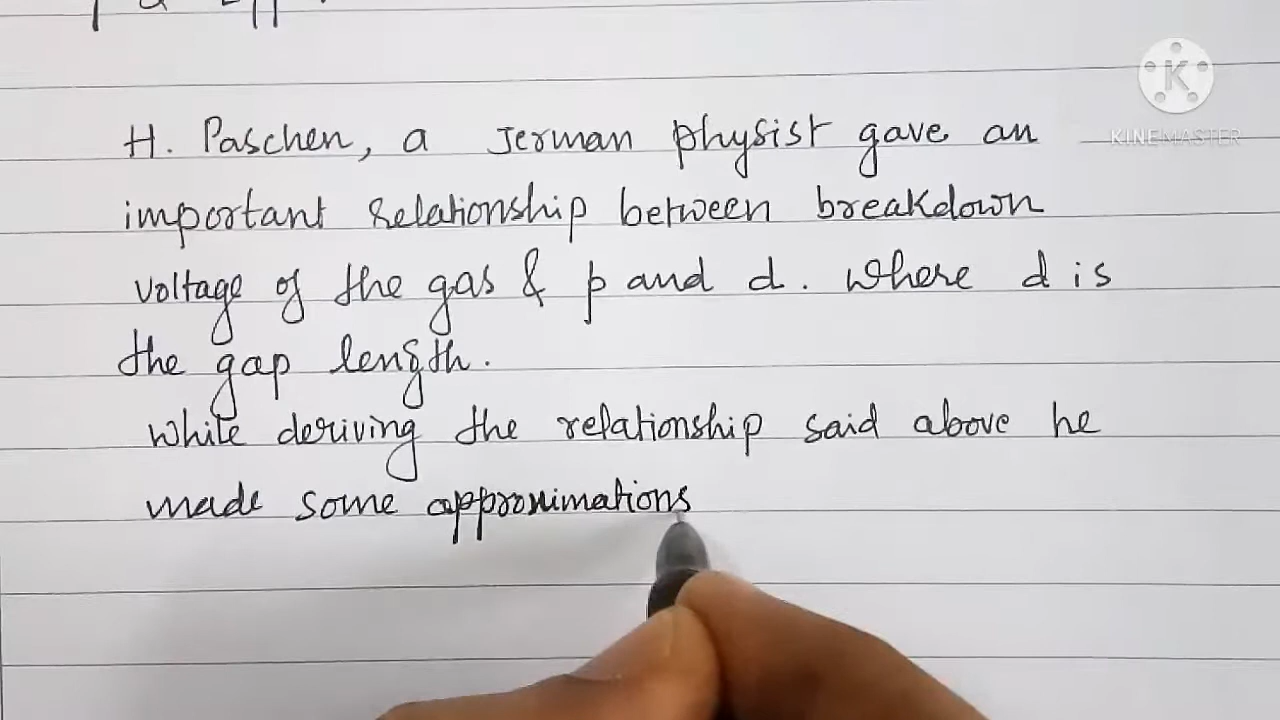 H. Paschen, a Jerman physist gave an
important relationship between breakdown
voltage of the gas & p and d. where d is
the gap length.
while deriving the relationship said above he
made some approximations
KINEMASTER